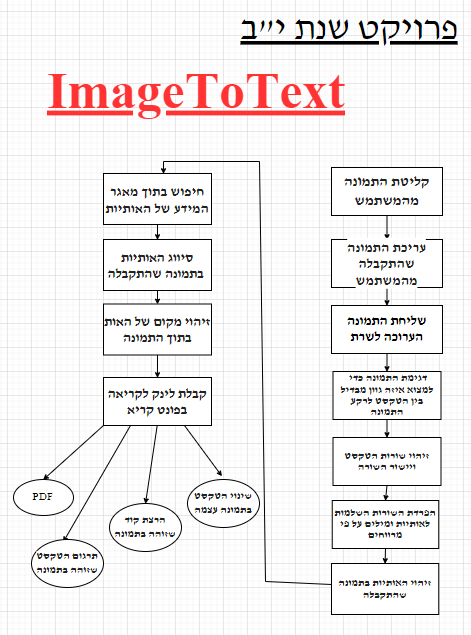 פרויקט שנת י״ב
ImageToText
קליטת התמונה
מהמשתמש
עריכת התמונה
שהתקבלה
מהמשתמש
שליחת התמונה
הערוכה לשרת
דגימת התמונה כדי
למצוא איזה גוון מבדיל
בין הטקסט לרקע
התמונה
זיהוי שורות הטקסט
ויישור השורה
הפרדת השורות השלמות
לאותיות ומילים על פי
מרווחים
זיהוי האותיות בתמונה
שהתקבלה
חיפוש בתוך מאגר
המידע של האותיות
סיווג האותיות
בתמונה שהתקבלה
זיהוי מקום של האות
בתוך התמונה
קבלת לינק לקריאה
בפונט קריא
PDF
תרגום הטקסט
שזוהה בתמונה
הרצת קוד
שזוהה בתמונה
שינוי הטקסט
בתמונה עצמה